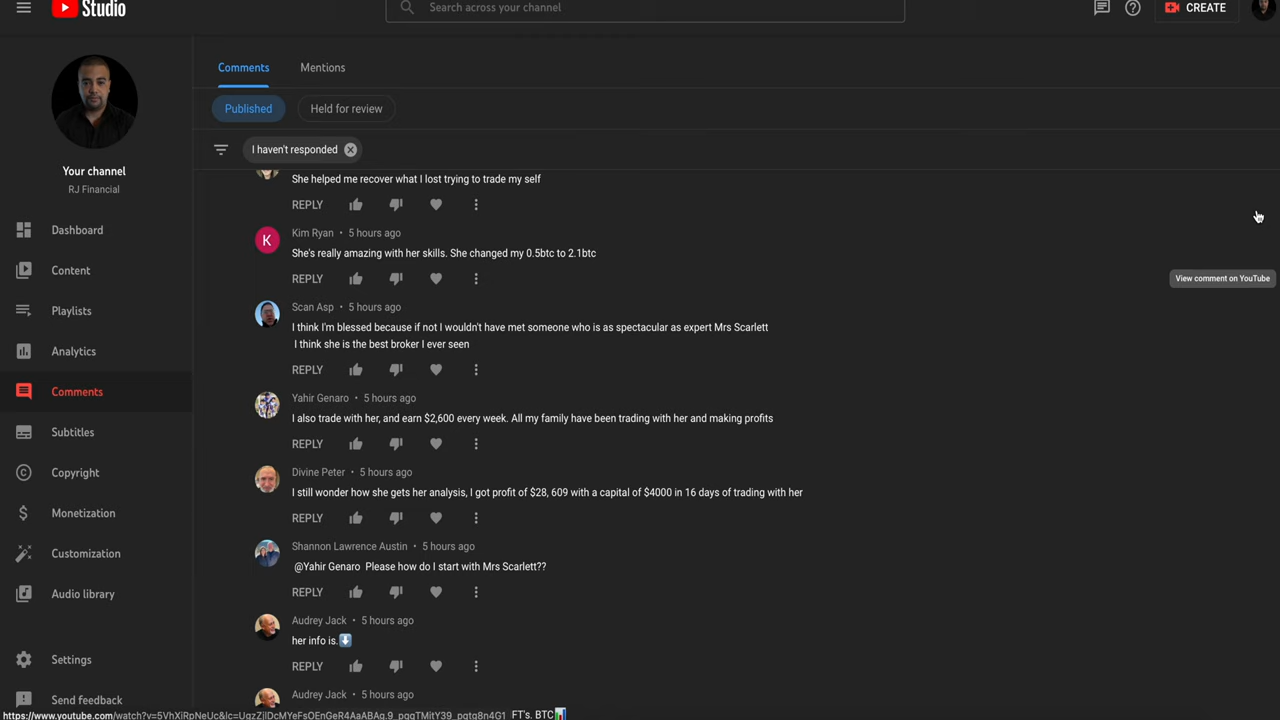 Studio
Search across your channel
CREATE
Comments
Mentions
Published
Held for review
I haven't responded
Your channel
RJ Financial
Dashboard
Content
Playlists
Analytics
Comments
Subtitles
Copyright
Monetization
Customization
Audio library
Settings
Send feedback
She helped me recover what I lost trying to trade my self
REPLY
K
Kim Ryan • 5 hours ago
She's really amazing with her skills. She changed my 0.5btc to 2.1btc
REPLY
View comment on YouTube
Scan Asp • 5 hours ago
I think I'm blessed because if not I wouldn't have met someone who is as spectacular as expert Mrs Scarlett
I think she is the best broker I ever seen
REPLY
Yahir Genaro • 5 hours ago
I also trade with her, and earn $2,600 every week. All my family have been trading with her and making profits
REPLY
Divine Peter • 5 hours ago
I still wonder how she gets her analysis, I got profit of $28, 609 with a capital of $4000 in 16 days of trading with her
REPLY
Shannon Lawrence Austin • 5 hours ago
@Yahir Genaro Please how do I start with Mrs Scarlett??
REPLY
Audrey Jack • 5 hours ago
her info is.⬇️
REPLY
Audrey Jack • 5 hours ago
FT's. BTC📊